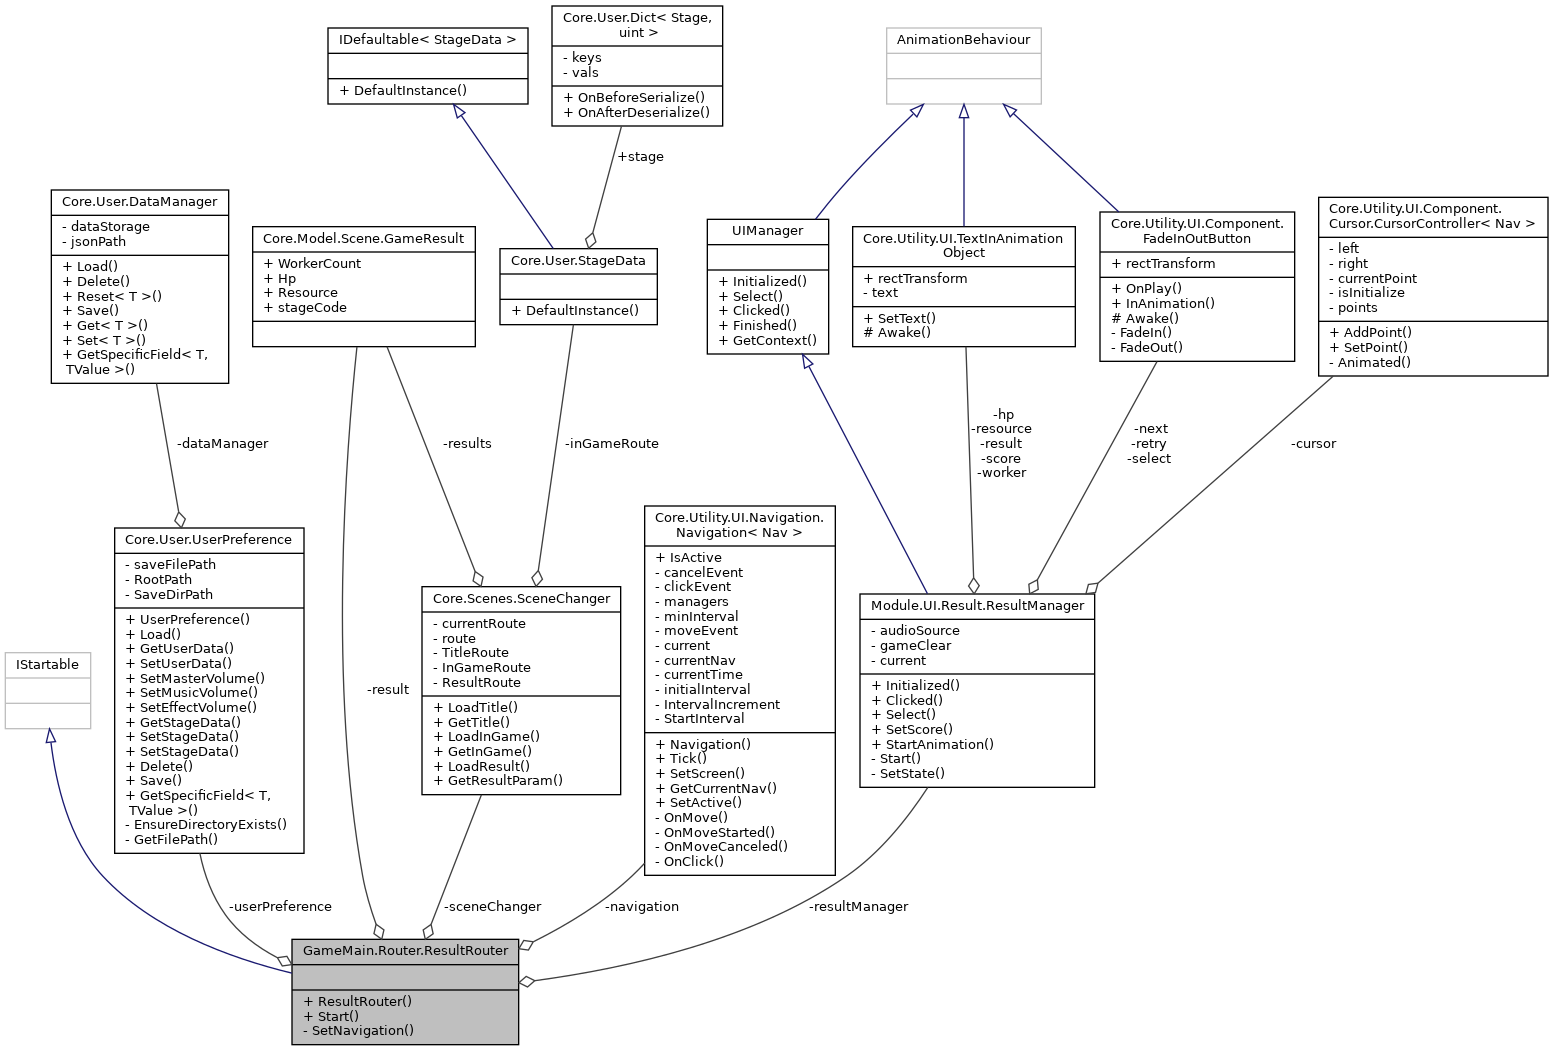 IDefaultable< StageData >
+ DefaultInstance()
Core.User.Dict< Stage,
uint >
- keys
- vals
+ OnBeforeSerialize()
+ OnAfterDeserialize()
AnimationBehaviour
+stage
Core.User.DataManager
- dataStorage
- jsonPath
+ Load()
+ Delete()
+ Reset< T >()
+ Save()
+ Get< T >()
+ Set< T >()
+ GetSpecificField< T,
TValue >()
Core.Model.Scene.GameResult
+ WorkerCount
+ Hp
+ Resource
+ stageCode
Core.User.StageData
+ DefaultInstance()
UIManager
+ Initialized()
+ Select()
+ Clicked()
+ Finished()
+ GetContext()
Core.Utility.UI.TextInAnimation
Object
+ rectTransform
- text
+ SetText()
# Awake()
Core.Utility.UI.Component.
FadeInOutButton
+ rectTransform
+ OnPlay()
+ InAnimation()
# Awake()
- FadeIn()
- FadeOut()
Core.Utility.UI.Component.
Cursor.CursorController< Nav >
- left
- right
- currentPoint
- isInitialize
- points
+ AddPoint()
+ SetPoint()
- Animated()
-dataManager
-results
-inGameRoute
-hp
-resource
-result
-score
-worker
-next
-retry
-select
-cursor
Core.User.UserPreference
- saveFilePath
- RootPath
- SaveDirPath
+ UserPreference()
+ Load()
+ GetUserData()
+ SetUserData()
+ SetMasterVolume()
+ SetMusicVolume()
+ SetEffectVolume()
+ GetStageData()
+ SetStageData()
+ SetStageData()
+ Delete()
+ Save()
+ GetSpecificField< T,
TValue >()
- EnsureDirectoryExists()
- GetFilePath()
IStartable
-result
Core.Scenes.SceneChanger
- currentRoute
- route
- TitleRoute
- InGameRoute
- ResultRoute
+ LoadTitle()
+ GetTitle()
+ LoadInGame()
+ GetInGame()
+ LoadResult()
+ GetResultParam()
Core.Utility.UI.Navigation.
Navigation< Nav >
+ IsActive
- cancelEvent
- clickEvent
- managers
- minInterval
- moveEvent
- current
- currentNav
- currentTime
- initialInterval
- IntervalIncrement
- StartInterval
+ Navigation()
+ Tick()
+ SetScreen()
+ GetCurrentNav()
+ SetActive()
- OnMove()
- OnMoveStarted()
- OnMoveCanceled()
- OnClick()
Module.UI.Result.ResultManager
- audioSource
- gameClear
- current
+ Initialized()
+ Clicked()
+ Select()
+ SetScore()
+ StartAnimation()
- Start()
- SetState()
-userPreference
-sceneChanger
-navigation
-resultManager
GameMain.Router.ResultRouter
+ ResultRouter()
+ Start()
- SetNavigation()